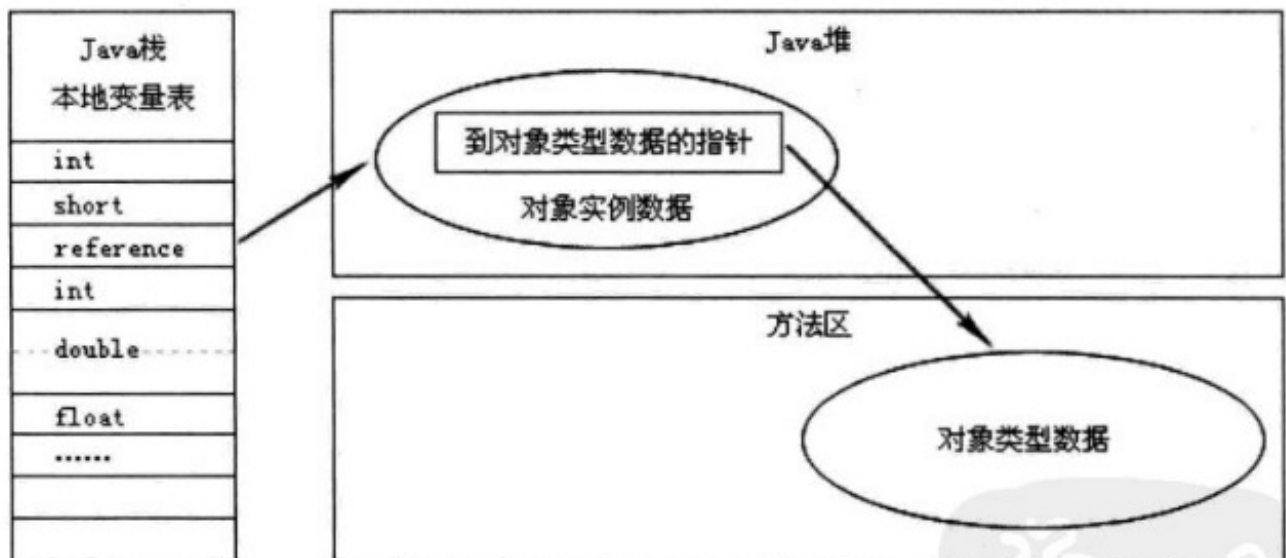 Java栈
本地变量表
int
short
reference
int
double
float
……
Java堆
到对象类型数据的指针
对象实例数据
方法区
对象类型数据